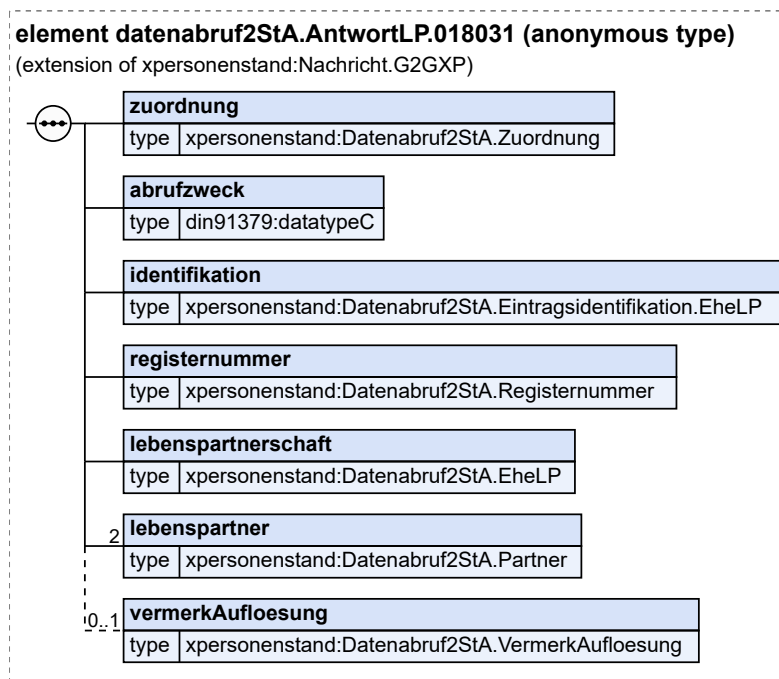 element datenabruf2StA.AntwortLP.018031 (anonymous type)
(extension of xpersonenstand:Nachricht.G2GXP)
zuordnung
type xpersonenstand:Datenabruf2StA.Zuordnung
abrufzweck
type din91379:datatypeC
identifikation
type xpersonenstand:Datenabruf2StA.Eintragsidentifikation.EheLP
registernummer
type xpersonenstand:Datenabruf2StA.Registernummer
lebenspartnerschaft
type xpersonenstand:Datenabruf2StA.EheLP
2 lebenspartner
type xpersonenstand:Datenabruf2StA.Partner
0..1 vermerkAufloesung
type xpersonenstand:Datenabruf2StA.VermerkAufloesung